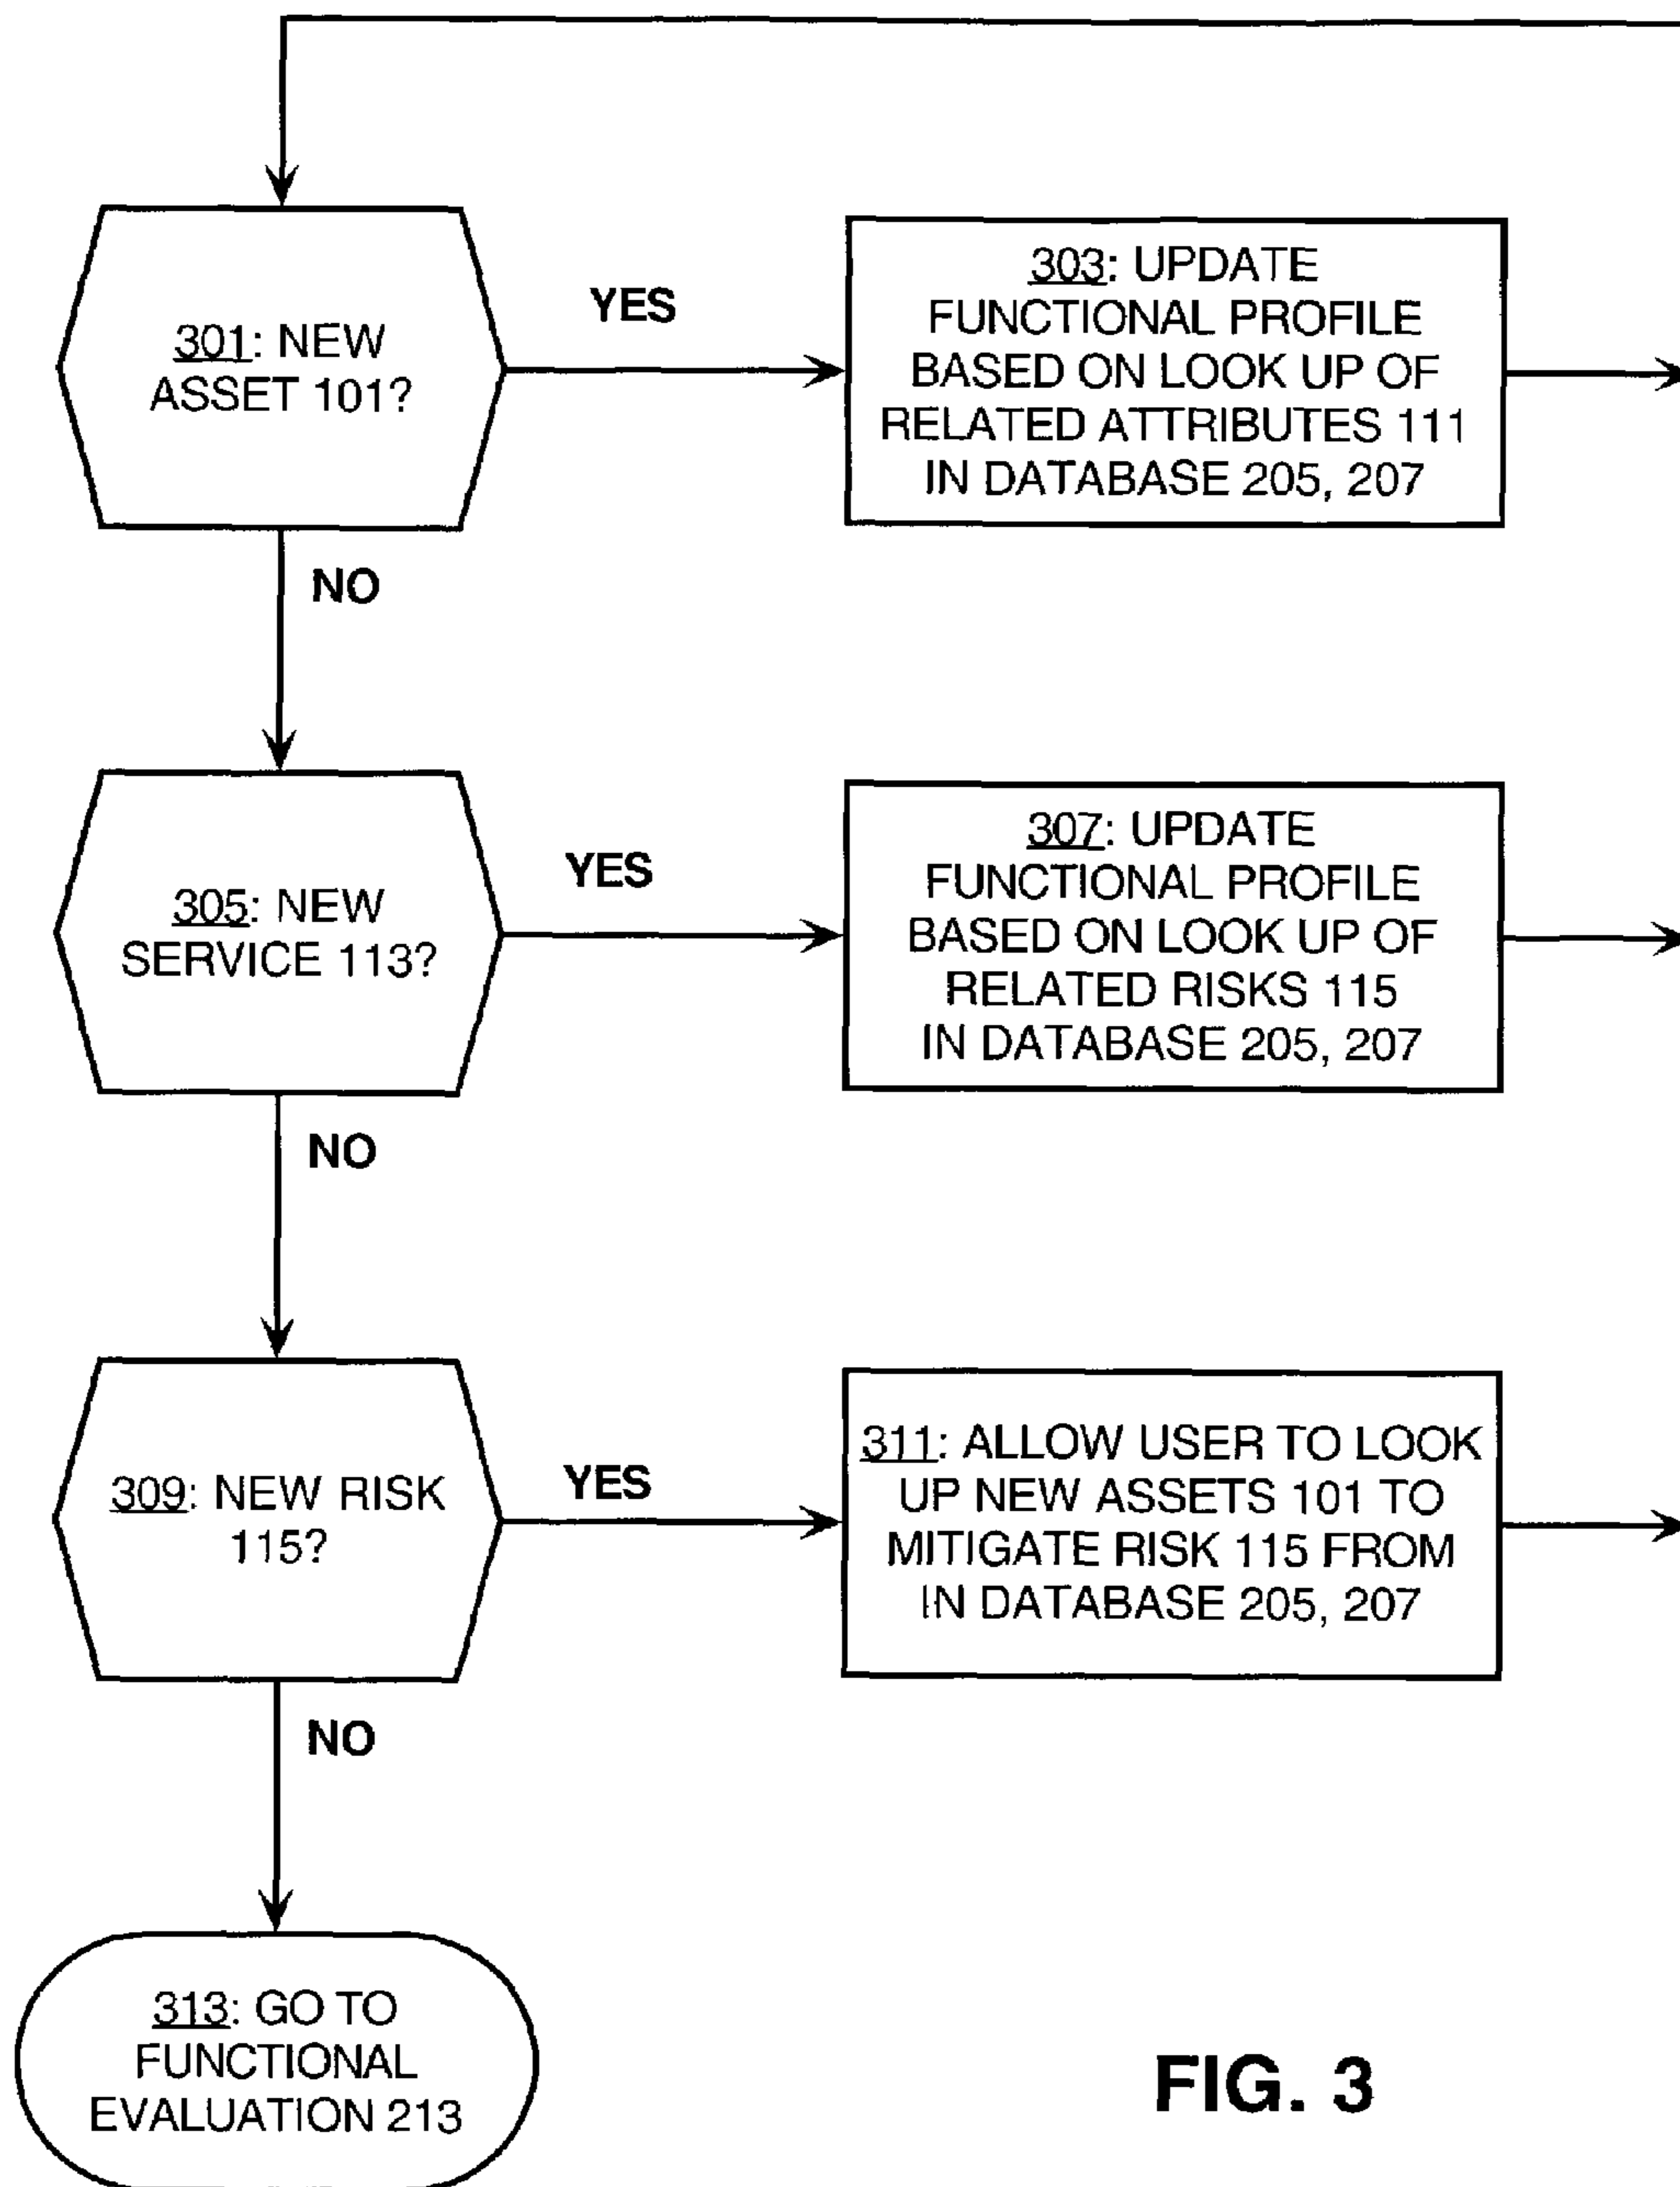 301: NEW
ASSET 101?
YES
303: UPDATE
FUNCTIONAL PROFILE
BASED ON LOOK UP OF
RELATED ATTRIBUTES 111
IN DATABASE 205, 207
NO
305: NEW
SERVICE 113?
YES
307: UPDATE
FUNCTIONAL PROFILE
BASED ON LOOK UP OF
RELATED RISKS 115
IN DATABASE 205, 207
NO
309: NEW RISK
115?
YES
311: ALLOW USER TO LOOK
UP NEW ASSETS 101 TO
MITIGATE RISK 115 FROM
IN DATABASE 205, 207
NO
313: GO TO
FUNCTIONAL
EVALUATION 213
FIG. 3